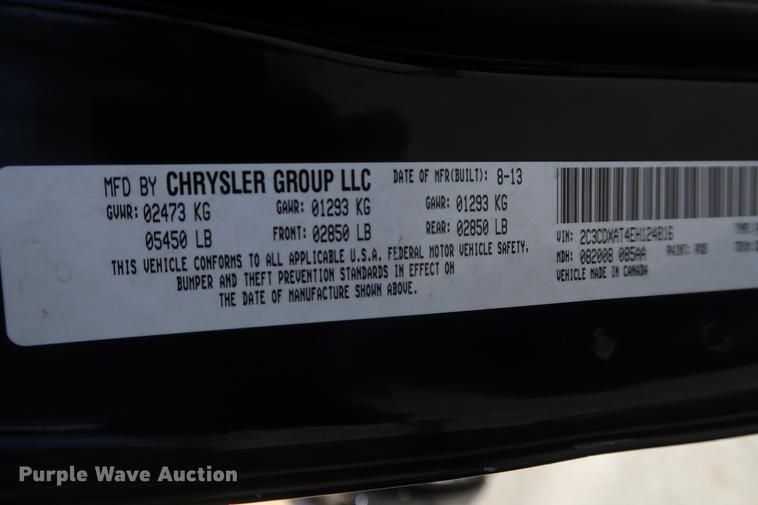 MFD BY CHRYSLER GROUP LLC DATE OF MFR(BUILT): 8-13
GVWR: 02473 KG GAWR: 01293 KG GAWR: 01293 KG
05450 LB FRONT: 02850 LB REAR: 02850 LB
THIS VEHICLE CONFORMS TO ALL APPLICABLE U.S.A. FEDERAL MOTOR VEHICLE SAFETY,
BUMPER AND THEFT PREVENTION STANDARDS IN EFFECT ON
THE DATE OF MANUFACTURE SHOWN ABOVE.
VIN: 2C3CDXAT4EH124816
MDH: 082008 085AA PAINT:
VEHICLE MADE IN CANADA
Purple Wave Auction